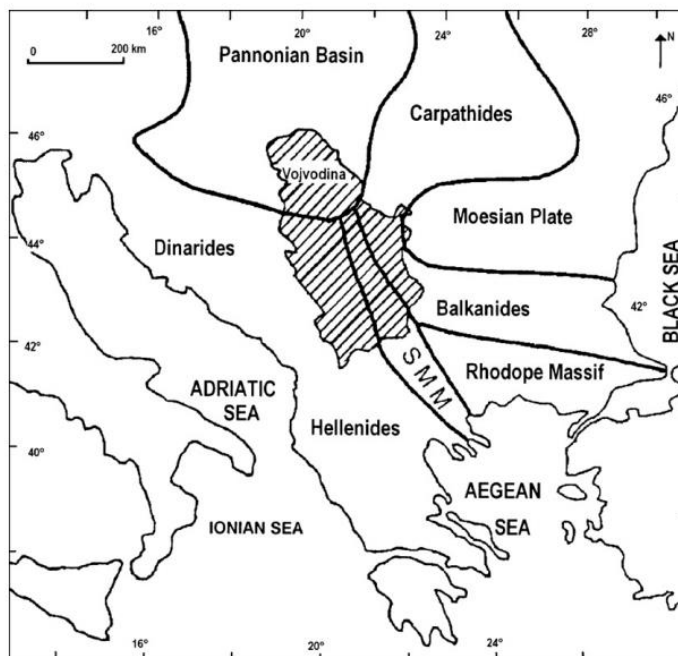 16°
24°
28°
N
0
200 km
Pannonian Basin
46°
Carpathides
46°
Vojvodina
Moesian Plate
44°
Dinarides
BLACK SEA
42°
Balkanides
42°
SMM
Rhodope Massif
ADRIATIC
SEA
Hellenides
40°
AEGEAN
SEA
IONIAN SEA
16°
20°
24°